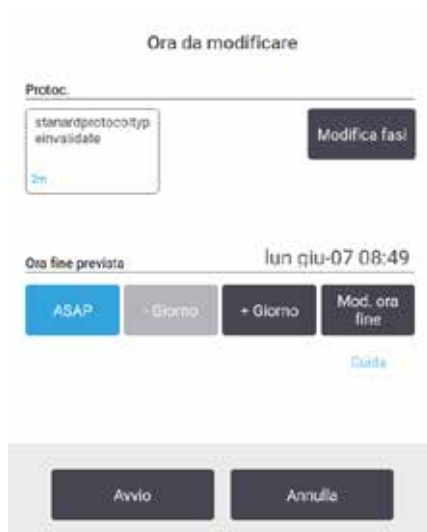 Ora da modificare
Protoc.
stanardprotocoltyp
einvalidate
Modifica fasi
2m
Ora fine prevista
lun giu-07 08:49
ASAP
- Giorno
+ Giorno
Mod. ora
fine
Guida
Avvio
Annulla